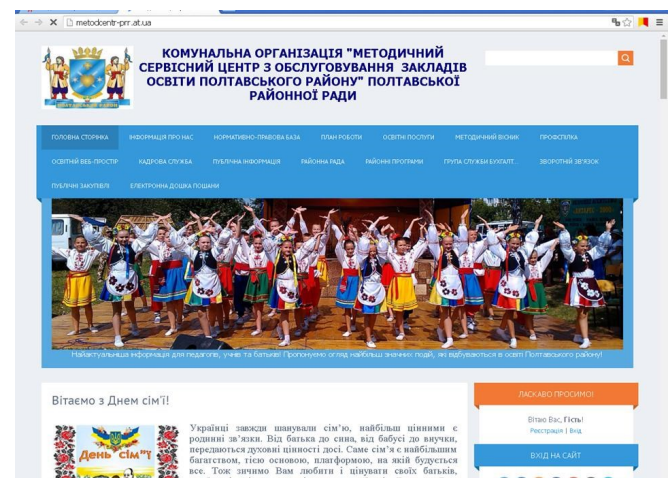 metodcentr-prr.at.ua
КОМУНАЛЬНА ОРГАНІЗАЦІЯ "МЕТОДИЧНИЙ
СЕРВІСНИЙ ЦЕНТР З ОБСЛУГОВУВАННЯ ЗАКЛАДІВ
ОСВІТИ ПОЛТАВСЬКОГО РАЙОНУ" ПОЛТАВСЬКОЇ
РАЙОННОЇ РАДИ
ГОЛОВНА СТОРІНКА ІНФОРМАЦІЯ ПРО НАС НОРМАТИВНО-ПРАВОВА БАЗА ПЛАН РОБОТИ ОСВІТНІ ПОСЛУГИ МЕТОДИЧНИЙ ВІСНИК ПРОФСПІЛКА
ОСВІТНІЙ ВЕБ-ПРОСТІР КАДРОВА СЛУЖБА ПУБЛІЧНА ІНФОРМАЦІЯ РАЙОННА РАДА РАЙОННІ ПРОГРАМИ ГРУПА СЛУЖБИ БУХГАЛТ.. ЗВОРОТНІЙ ЗВ'ЯЗОК
ПУБЛІЧНІ ЗАКУПІВЛІ ЕЛЕКТРОННА ДОШКА ПОШАНИ
Найактуальніша інформація для педагогів, учнів та батьків! Пропонуємо огляд найбільш значних подій, які відбуваються в освіті Полтавського району!
Вітаємо з Днем сім'ї!
День сім"ї
Українці завжди шанували сім'ю, найбільш цінними є
родинні зв'язки. Від батька до сина, від бабусі до внучки,
передаються духовні цінності досі. Саме сім'я є найбільшим
багатством, тією основою, платформою, на якій будується
все. Тож зичимо Вам любити і цінувати своїх батьків,
ЛАСКАВО ПРОСИМО!
Вітаю Вас, Гість!
Реєстрація | Вхід
ВХІД НА САЙТ